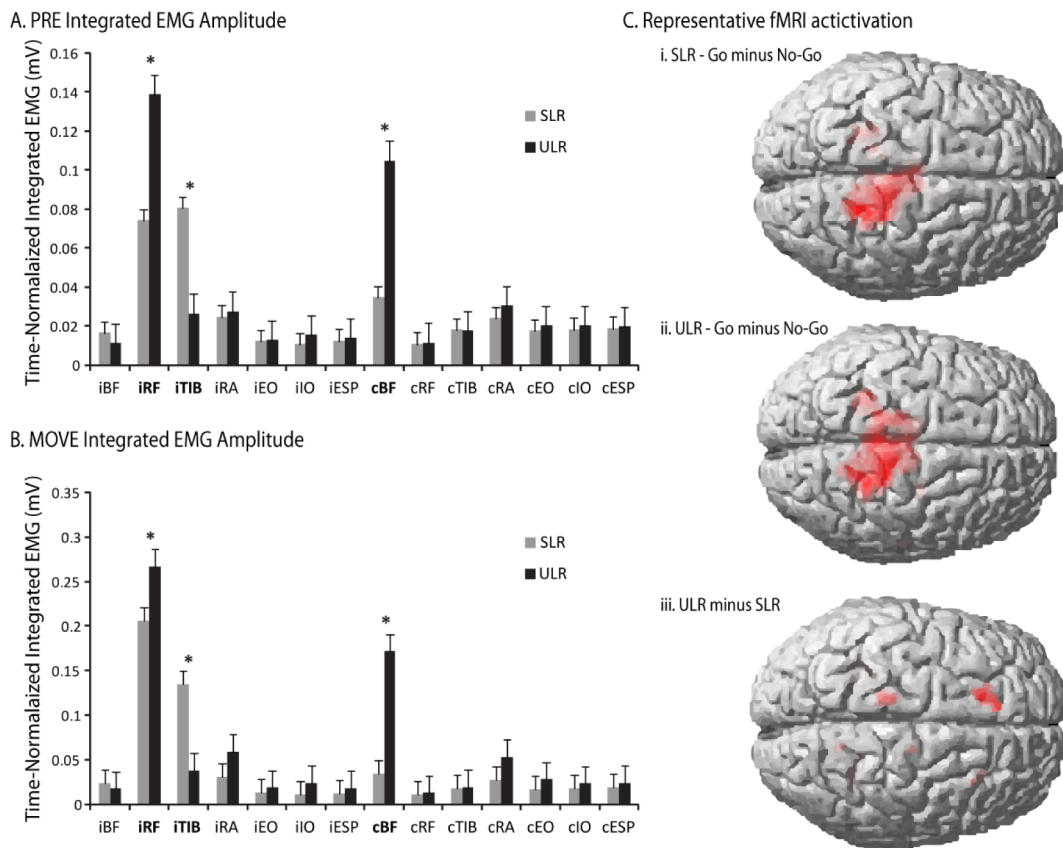 A. PRE Integrated EMG Amplitude
Time-Normalaized Integrated EMG (mV)
0.16
0.14
0.12
0.1
0.08
0.06
0.04
0.02
0
*
*
*
SLR
ULR
iBF iRF iTIB iRA iEO iIO iESP cBF cRF cTIB cRA cEO cIO cESP
B. MOVE Integrated EMG Amplitude
Time-Normalaized Integrated EMG (mV)
0.35
0.3
0.25
0.2
0.15
0.1
0.05
0
*
*
*
SLR
ULR
iBF iRF iTIB iRA iEO iIO iESP cBF cRF cTIB cRA cEO cIO cESP
C. Representative fMRI actictivation
i. SLR - Go minus No-Go
ii. ULR - Go minus No-Go
iii. ULR minus SLR